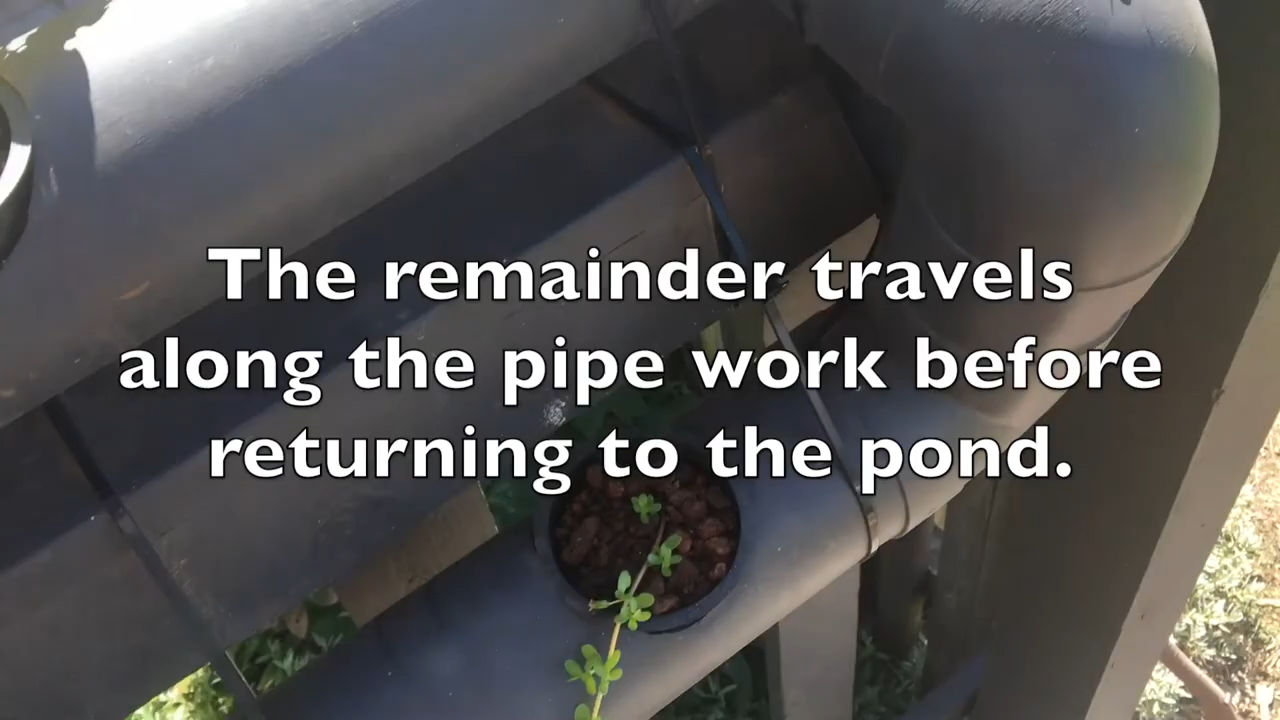 The remainder travels
along the pipe work before
returning to the pond.